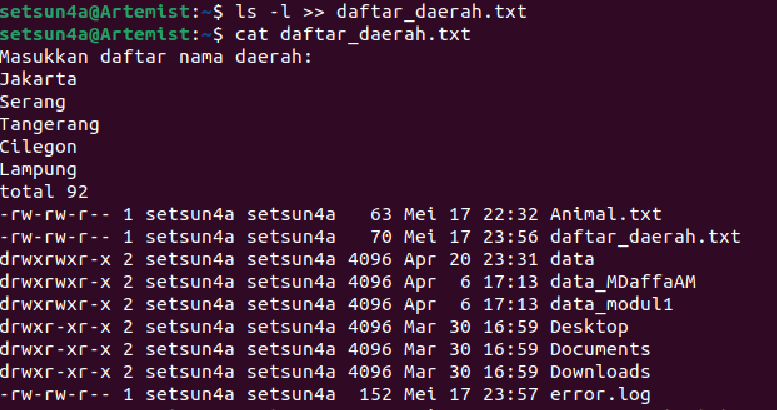 setsun4a@Artemist:~$ ls -l >> daftar_daerah.txt
setsun4a@Artemist:~$ cat daftar_daerah.txt
Masukkan daftar nama daerah:
Jakarta
Serang
Tangerang
Cilegon
Lampung
total 92
-rw-rw-r-- 1 setsun4a setsun4a   63 Mei 17 22:32 Animal.txt
-rw-rw-r-- 1 setsun4a setsun4a   70 Mei 17 23:56 daftar_daerah.txt
drwxrwxr-x 2 setsun4a setsun4a 4096 Apr 20 23:31 data
drwxrwxr-x 2 setsun4a setsun4a 4096 Apr  6 17:13 data_MDaffaAM
drwxrwxr-x 2 setsun4a setsun4a 4096 Apr  6 17:13 data_modul1
drwxr-xr-x 2 setsun4a setsun4a 4096 Mar 30 16:59 Desktop
drwxr-xr-x 2 setsun4a setsun4a 4096 Mar 30 16:59 Documents
drwxr-xr-x 2 setsun4a setsun4a 4096 Mar 30 16:59 Downloads
-rw-rw-r-- 1 setsun4a setsun4a  152 Mei 17 23:57 error.log